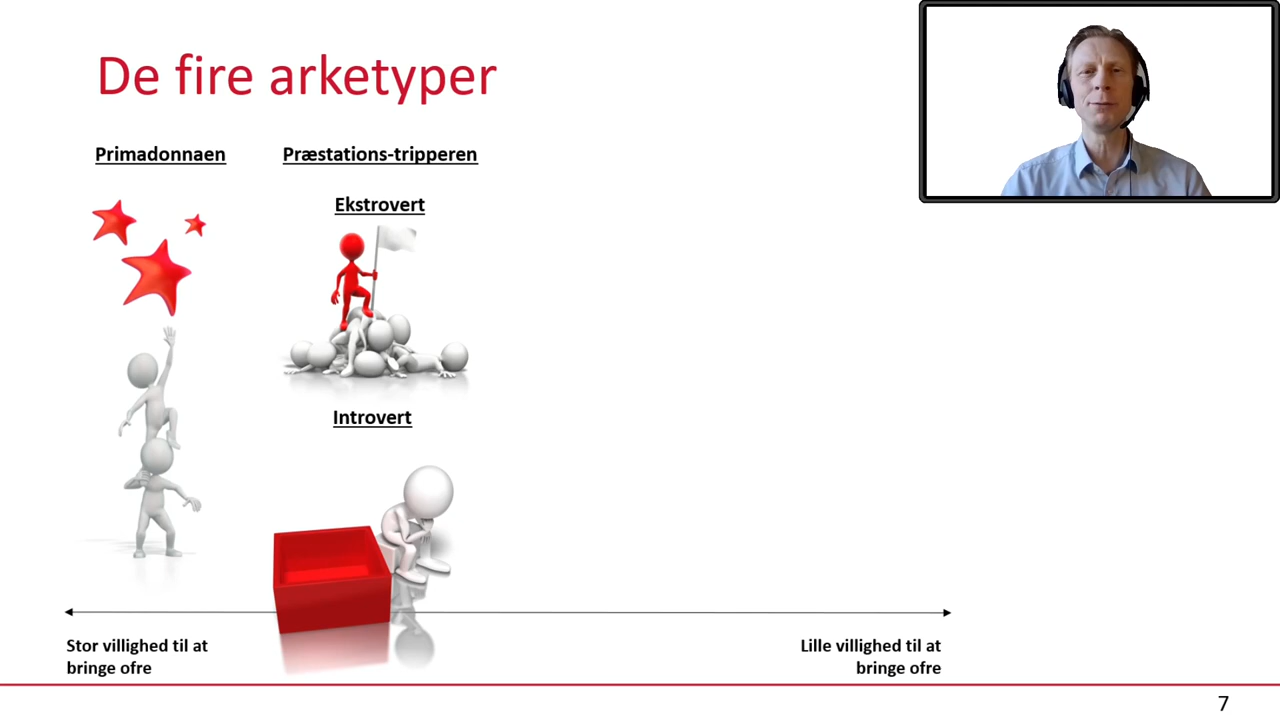 De fire arketyper
Primadonnaen
Præstations-tripperen
Ekstrovert
Introvert
Stor villighed til at
bringe ofre
Lille villighed til at
bringe ofre
7